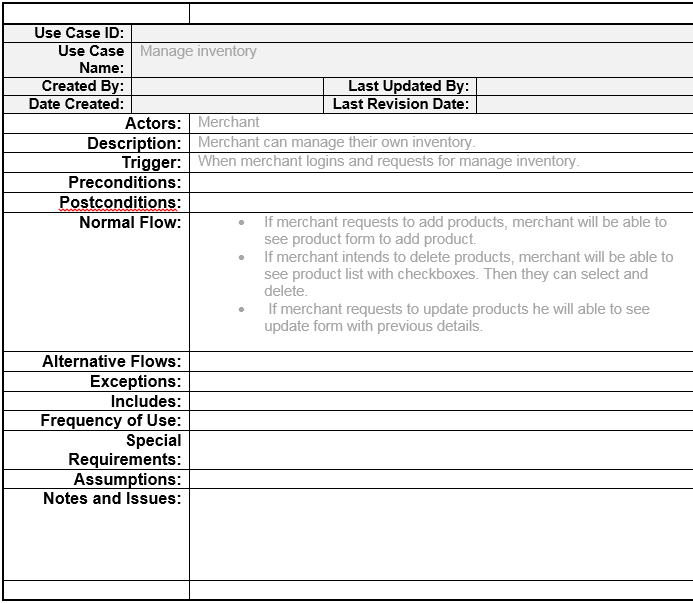 Use Case ID:
Use Case Manage inventory
Name:
Created By: Last Updated By:
Date Created: Last Revision Date:
Actors: Merchant
Description: Merchant can manage their own inventory.
Trigger: When merchant logins and requests for manage inventory.
Preconditions:
Postconditions:
Normal Flow: • If merchant requests to add products, merchant will be able to
see product form to add product.
• If merchant intends to delete products, merchant will be able to
see product list with checkboxes. Then they can select and
delete.
• If merchant requests to update products he will able to see
update form with previous details.
Alternative Flows:
Exceptions:
Includes:
Frequency of Use:
Special
Requirements:
Assumptions:
Notes and Issues: